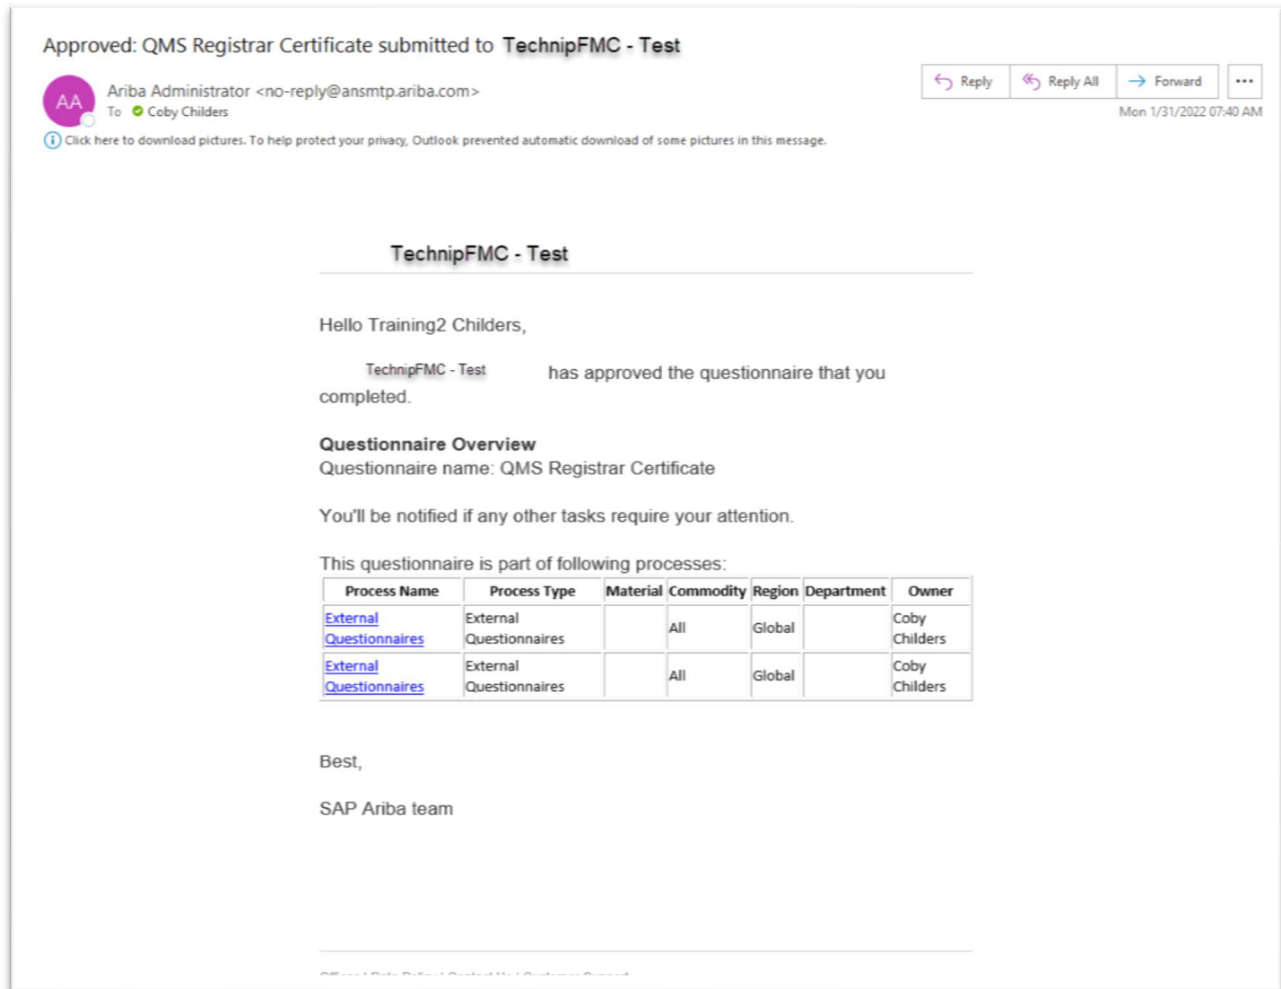 Approved: QMS Registrar Certificate submitted to TechnipFMC - Test
AA
Ariba Administrator <no-reply@ansmtp.ariba.com>
To Coby Childers
Reply
Reply All
Forward
...
Mon 1/31/2022 07:40 AM
Click here to download pictures. To help protect your privacy, Outlook prevented automatic download of some pictures in this message.
TechnipFMC - Test
Hello Training2 Childers,
TechnipFMC - Test has approved the questionnaire that you
completed.
Questionnaire Overview
Questionnaire name: QMS Registrar Certificate
You'll be notified if any other tasks require your attention.
This questionnaire is part of following processes:
Process Name Process Type Material Commodity Region Department Owner
External Questionnaires External Questionnaires All Global Coby Childers
External Questionnaires External Questionnaires All Global Coby Childers
Best,
SAP Ariba team